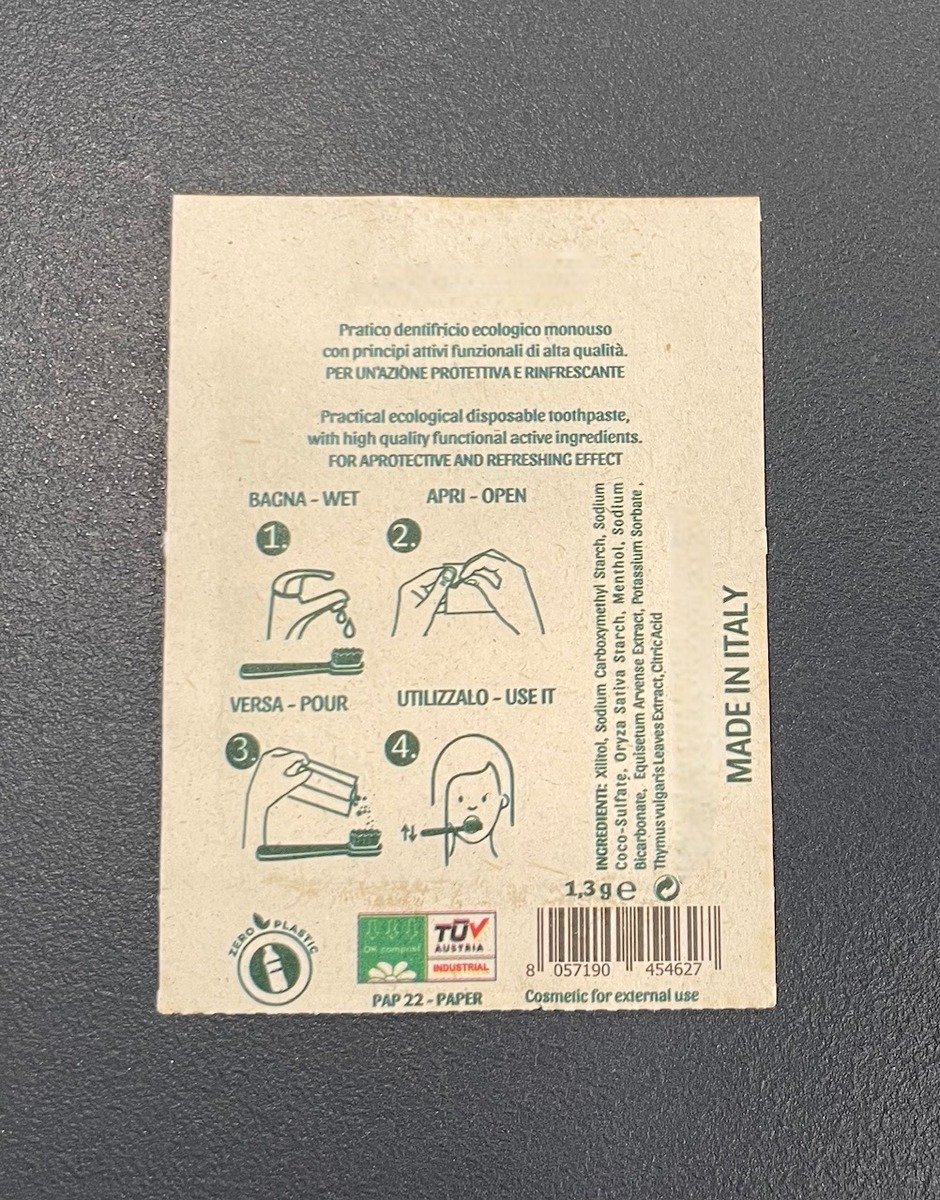 Pratico dentifricio ecologico monouso
con principi attivi funzionali di alta qualità.
PER UN'AZIONE PROTETTIVA E RINFRESCANTE
Practical ecological disposable toothpaste,
with high quality functional active ingredients.
FOR APROTECTIVE AND REFRESHING EFFECT
BAGNA - WET
APRI - OPEN
1.
2.
VERSA - POUR
UTILIZZALO - USE IT
3.
4.
INGREDIENTI: Xilitol, Sodium Carboxymethyl Starch, Sodium
Coco-Sulfate, Oryza Sativa Starch, Menthol, Sodium
Bicarbonate, Equisetum Arvense Extract, Potassium Sorbate,
Thymus vulgaris Leaves Extract, Citric Acid
MADE IN ITALY
1,3 g e
ZERO PLASTIC
OK compost
TÜV
AUSTRIA
INDUSTRIAL
PAP 22 - PAPER
8 057190 454627
Cosmetic for external use